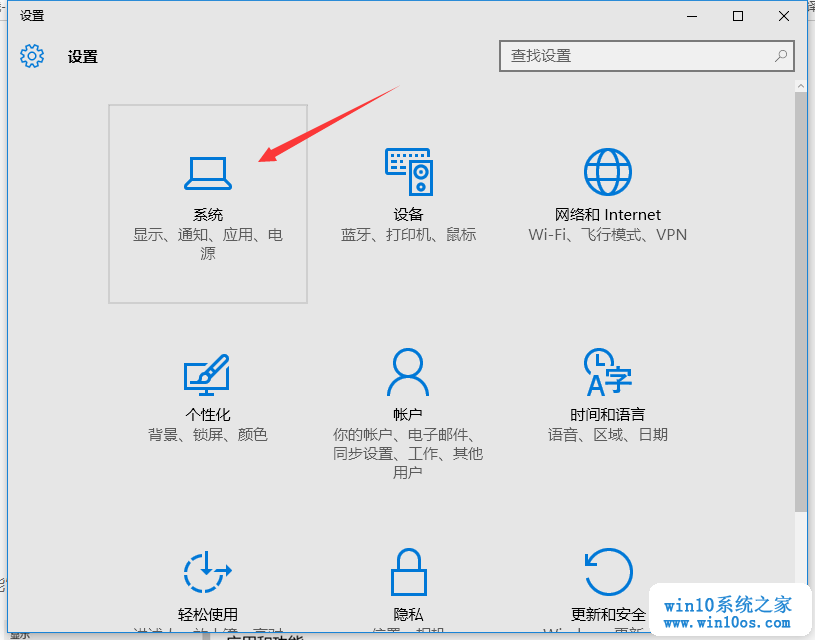 设置
设置
查找设置
系统
显示、通知、应用、电
源
设备
蓝牙、打印机、鼠标
网络和 Internet
Wi-Fi、飞行模式、VPN
个性化
背景、锁屏、颜色
帐户
你的帐户、电子邮件、
同步设置、工作、其他
用户
时间和语言
语音、区域、日期
轻松使用
隐私
更新和安全
应用和功能
win10系统之家
www.win10os.com